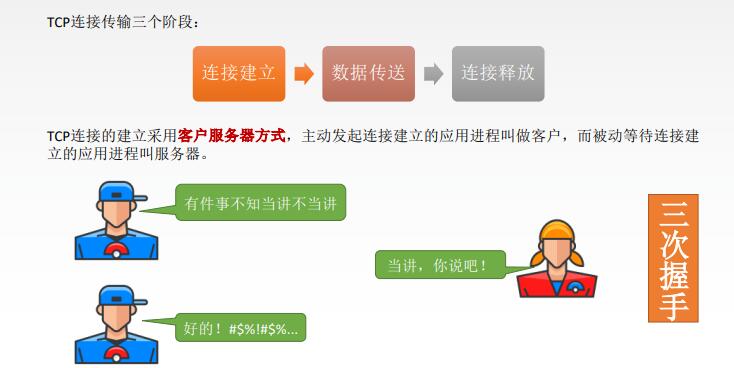 TCP连接传输三个阶段：
连接建立
数据传送
连接释放
TCP连接的建立采用客户服务器方式，主动发起连接建立的应用进程叫做客户，而被动等待连接建
立的应用进程叫服务器。
有件事不知当讲不当讲
当讲，你说吧！
好的！#$%!#$%...
三次握手